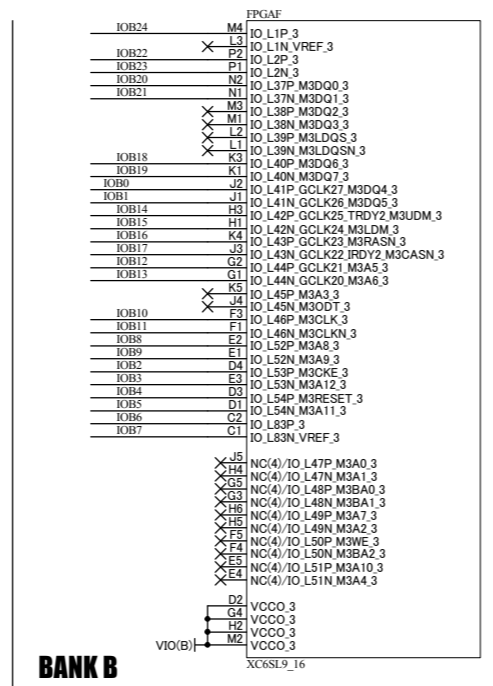 FPGAF
IOB24 M4 IO_L1P_3
L3 IO_L1N_VREF_3
IOB22 P2 IO_L2P_3
IOB23 P1 IO_L2N_3
IOB20 N2 IO_L37P_M3DQ0_3
IOB21 N1 IO_L37N_M3DQ1_3
M3 IO_L38P_M3DQ2_3
M1 IO_L38N_M3DQ3_3
L2 IO_L39P_M3LDQS_3
L1 IO_L39N_M3LDQSN_3
IOB18 K3 IO_L40P_M3DQ6_3
IOB19 K1 IO_L40N_M3DQ7_3
IOB0 J2 IO_L41P_GCLK27_M3DQ4_3
IOB1 J1 IO_L41N_GCLK26_M3DQ5_3
IOB14 H3 IO_L42P_GCLK25_TRDY2_M3UDM_3
IOB15 H1 IO_L42N_GCLK24_M3LDM_3
IOB16 K4 IO_L43P_GCLK23_M3RASN_3
IOB17 J3 IO_L43N_GCLK22_IRDY2_M3CASN_3
IOB12 G2 IO_L44P_GCLK21_M3A5_3
IOB13 G1 IO_L44N_GCLK20_M3A6_3
K5 IO_L45P_M3A3_3
J4 IO_L45N_M3ODT_3
IOB10 F3 IO_L46P_M3CLK_3
IOB11 F1 IO_L46N_M3CLKN_3
IOB8 E2 IO_L52P_M3A8_3
IOB9 E1 IO_L52N_M3A9_3
IOB2 D4 IO_L53P_M3CKE_3
IOB3 E3 IO_L53N_M3A12_3
IOB4 D3 IO_L54P_M3RESET_3
IOB5 D1 IO_L54N_M3A11_3
IOB6 C2 IO_L83P_3
IOB7 C1 IO_L83N_VREF_3
J5 NC(4)/IO_L47P_M3A0_3
H4 NC(4)/IO_L47N_M3A1_3
G5 NC(4)/IO_L48P_M3BA0_3
G3 NC(4)/IO_L48N_M3BA1_3
H6 NC(4)/IO_L49P_M3A7_3
H5 NC(4)/IO_L49N_M3A2_3
F5 NC(4)/IO_L50P_M3WE_3
F4 NC(4)/IO_L50N_M3BA2_3
E5 NC(4)/IO_L51P_M3A10_3
E4 NC(4)/IO_L51N_M3A4_3
D2 VCCO_3
G4 VCCO_3
H2 VCCO_3
VIO(B) M2 VCCO_3
BANK B XC6SL9_16